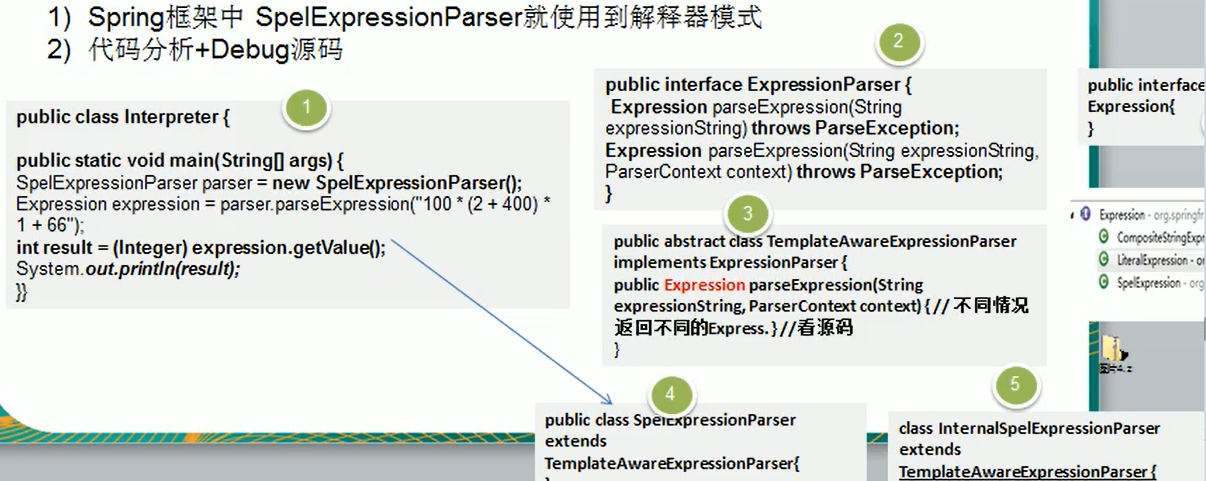 1) Spring框架中 SpelExpressionParser就使用到解释器模式
2) 代码分析+Debug源码
1
public class Interpreter {
public static void main(String[] args) {
SpelExpressionParser parser = new SpelExpressionParser();
Expression expression = parser.parseExpression("100 * (2 + 400) *
1 + 66");
int result = (Integer) expression.getValue();
System.out.println(result);
}}
2
public interface ExpressionParser {
Expression parseExpression(String
expressionString) throws ParseException;
Expression parseExpression(String expressionString,
ParserContext context) throws ParseException;
}
3
public abstract class TemplateAwareExpressionParser
implements ExpressionParser {
public Expression parseExpression(String
expressionString, ParserContext context) { // 不同情况
返回不同的Express. } //看源码
}
4
public class SpelExpressionParser
extends
TemplateAwareExpressionParser{
5
class InternalSpelExpressionParser
extends
TemplateAwareExpressionParser {
public interface
Expression{
}
Expression - org.springfr
CompositeStringExpr
LiteralExpression - or
SpelExpression - org